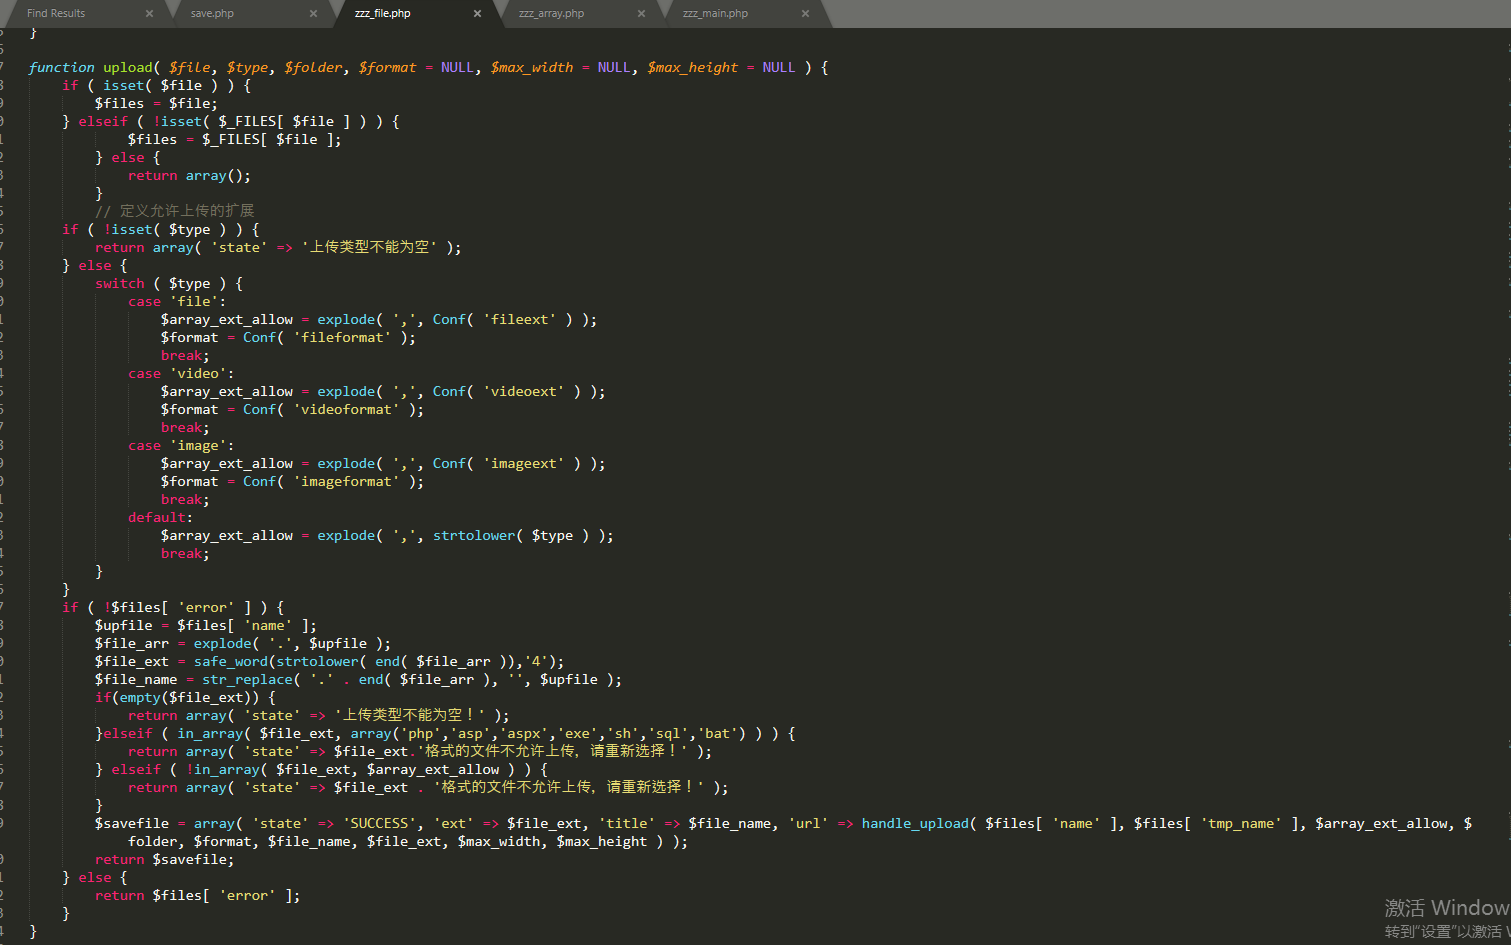 Find Results × save.php × zzz_file.php × zzz_array.php × zzz_main.php ×
}
function upload( $file, $type, $folder, $format = NULL, $max_width = NULL, $max_height = NULL ) {
if ( isset( $file ) ) {
$files = $file;
} elseif ( !isset( $_FILES[ $file ] ) ) {
$files = $_FILES[ $file ];
} else {
return array();
}
// 定义允许上传的扩展
if ( !isset( $type ) ) {
return array( 'state' => '上传类型不能为空' );
} else {
switch ( $type ) {
case 'file':
$array_ext_allow = explode( ',', Conf( 'fileext' ) );
$format = Conf( 'fileformat' );
break;
case 'video':
$array_ext_allow = explode( ',', Conf( 'videoext' ) );
$format = Conf( 'videoformat' );
break;
case 'image':
$array_ext_allow = explode( ',', Conf( 'imageext' ) );
$format = Conf( 'imageformat' );
break;
default:
$array_ext_allow = explode( ',', strtolower( $type ) );
break;
}
}
if ( !$files[ 'error' ] ) {
$upfile = $files[ 'name' ];
$file_arr = explode( '.', $upfile );
$file_ext = safe_word(strtolower( end( $file_arr )),'4');
$file_name = str_replace( '.' . end( $file_arr ), '', $upfile );
if(empty($file_ext)) {
return array( 'state' => '上传类型不能为空！' );
}elseif ( in_array( $file_ext, array('php','asp','aspx','exe','sh','sql','bat') ) ) {
return array( 'state' => $file_ext.'格式的文件不允许上传，请重新选择！' );
} elseif ( !in_array( $file_ext, $array_ext_allow ) ) {
return array( 'state' => $file_ext . '格式的文件不允许上传，请重新选择！' );
}
$savefile = array( 'state' => 'SUCCESS', 'ext' => $file_ext, 'title' => $file_name, 'url' => handle_upload( $files[ 'name' ], $files[ 'tmp_name' ], $array_ext_allow, $
folder, $format, $file_name, $file_ext, $max_width, $max_height ) );
return $savefile;
} else {
return $files[ 'error' ];
}
}
激活 Window
转到"设置"以激活